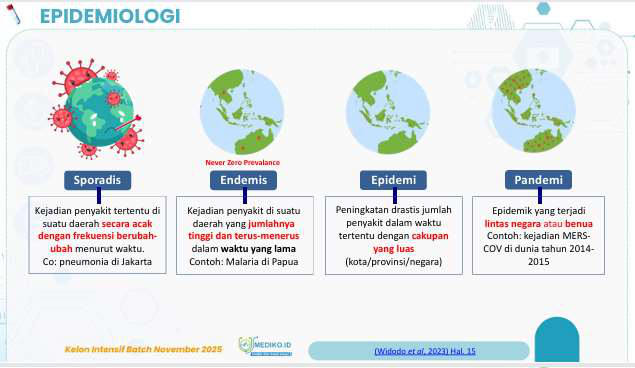 EPIDEMIOLOGI
Never Zero Prevalance
Sporadis
Kejadian penyakit tertentu di
suatu daerah secara acak
dengan frekuensi berubah-
ubah menurut waktu.
Co: pneumonia di Jakarta
Endemis
Kejadian penyakit di suatu
daerah yang jumlahnya
tinggi dan terus-menerus
dalam waktu yang lama
Contoh: Malaria di Papua
Epidemi
Peningkatan drastis jumlah
penyakit dalam waktu
tertentu dengan cakupan
yang luas
(kota/provinsi/negara)
Pandemi
Epidemik yang terjadi
lintas negara atau benua
Contoh: kejadian MERS-
COV di dunia tahun 2014-
2015
Kelon Intensif Batch November 2025
MEDIKO.ID
(Widodo et al, 2023) Hal. 15